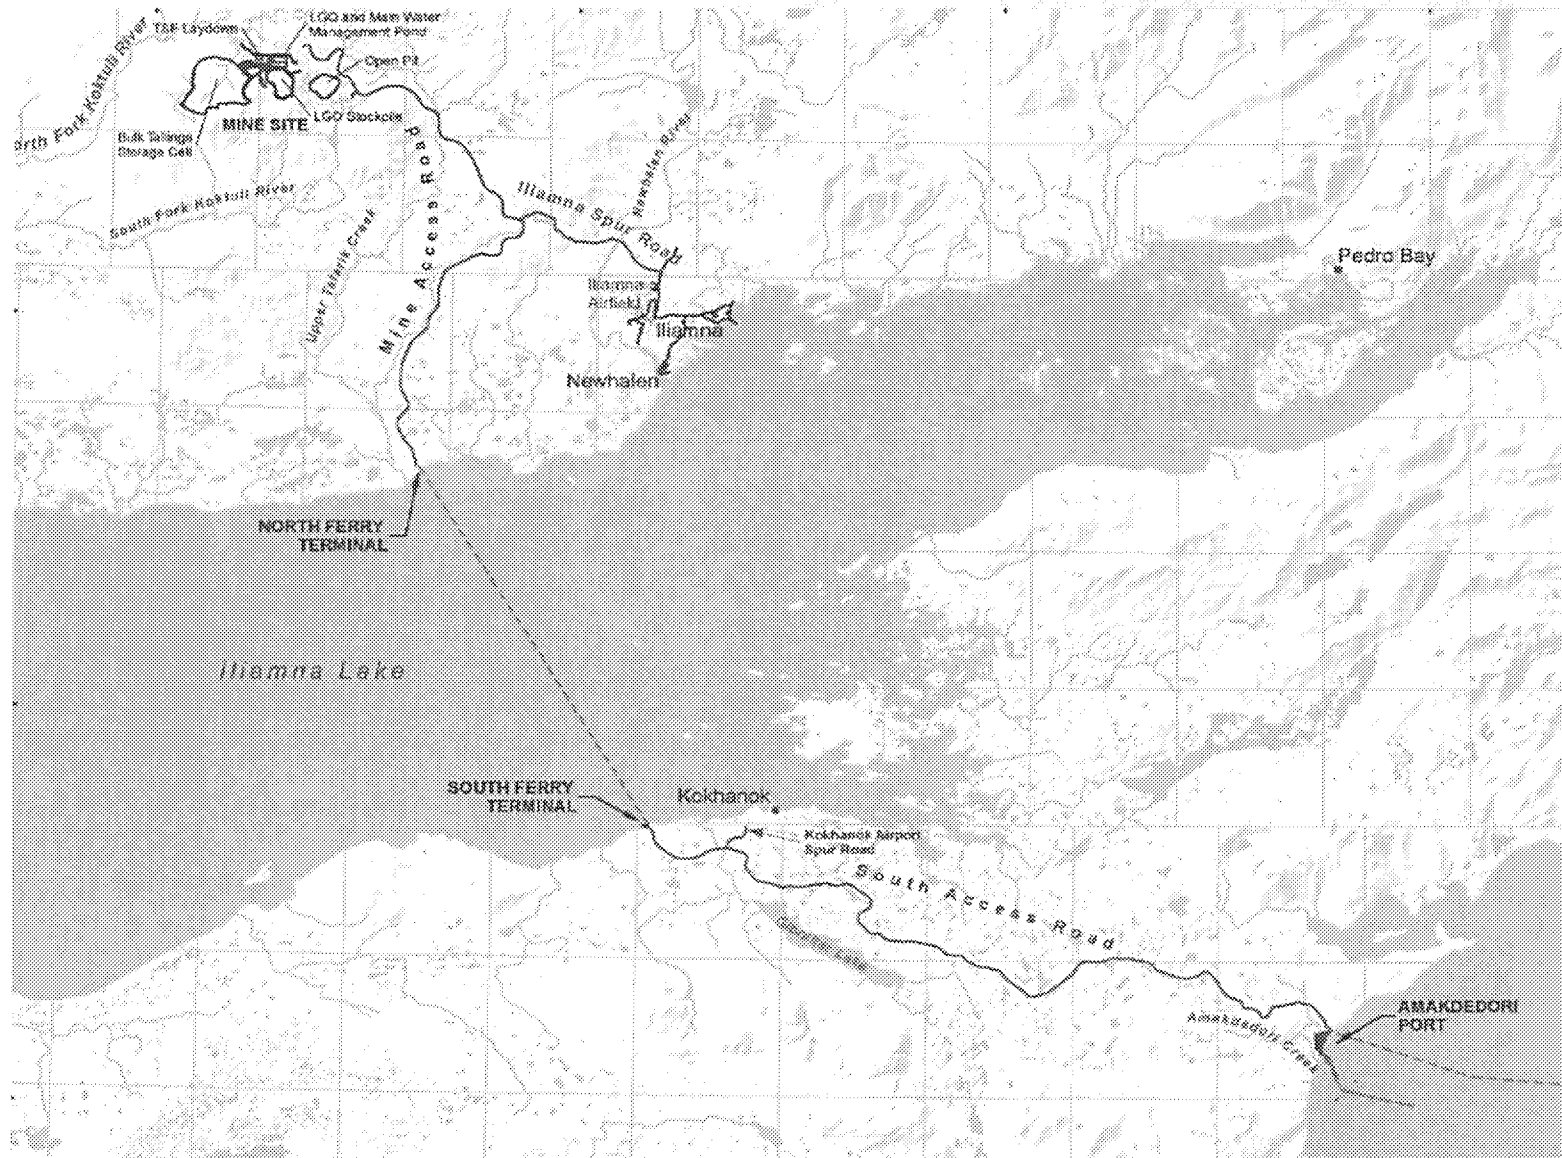 North Fork Koktuli River
TSF Laydown
LGO and Main Water
Management Pond
Open Pit
MINE SITE
LGO Stockpile
Bulk Tailings
Storage Cell
South Fork Koktuli River
Upper Talarik Creek
Mine Access Road
Iliamna Spur Road
Newhalen River
Iliamna
Airfield
Iliamna
Newhalen
Pedro Bay
NORTH FERRY
TERMINAL
Iliamna Lake
SOUTH FERRY
TERMINAL
Kokhanok
Kokhanok Airport
Spur Road
South Access Road
Gibraltar Lake
Amakdedori Creek
AMAKDEDORI
PORT